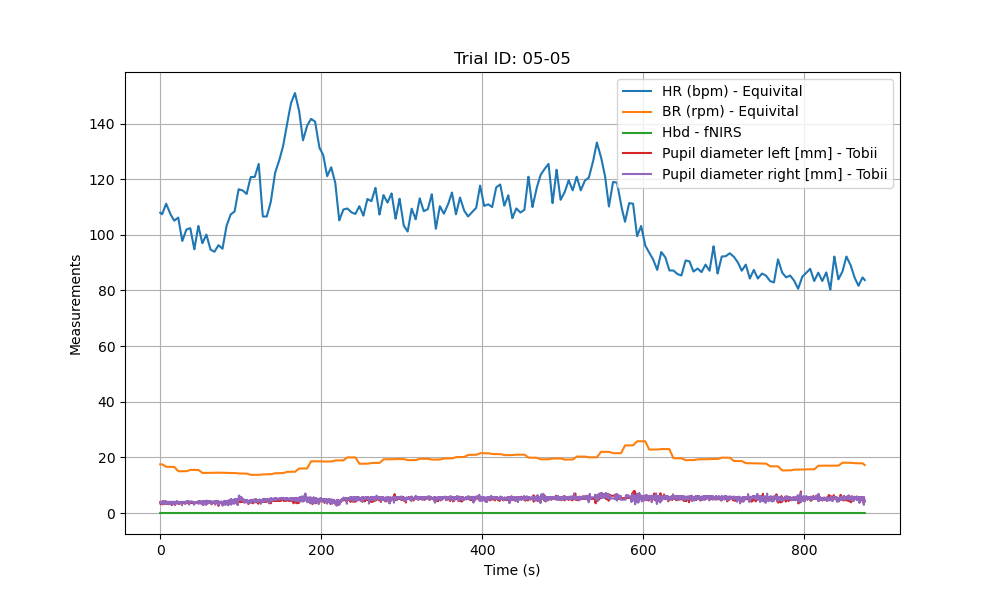 Trial ID: 05-05
HR (bpm) - Equivital
BR (rpm) - Equivital
Hbd - fNIRS
Pupil diameter left [mm] - Tobii
Pupil diameter right [mm] - Tobii
Measurements
140
120
100
80
60
40
20
0
0 200 400 600 800
Time (s)